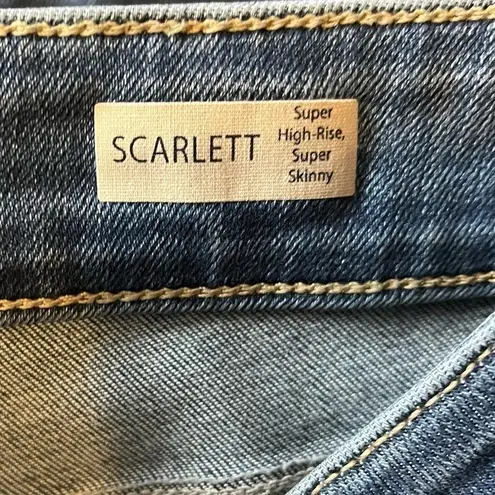 SCARLETT
Super
High-Rise,
Super
Skinny